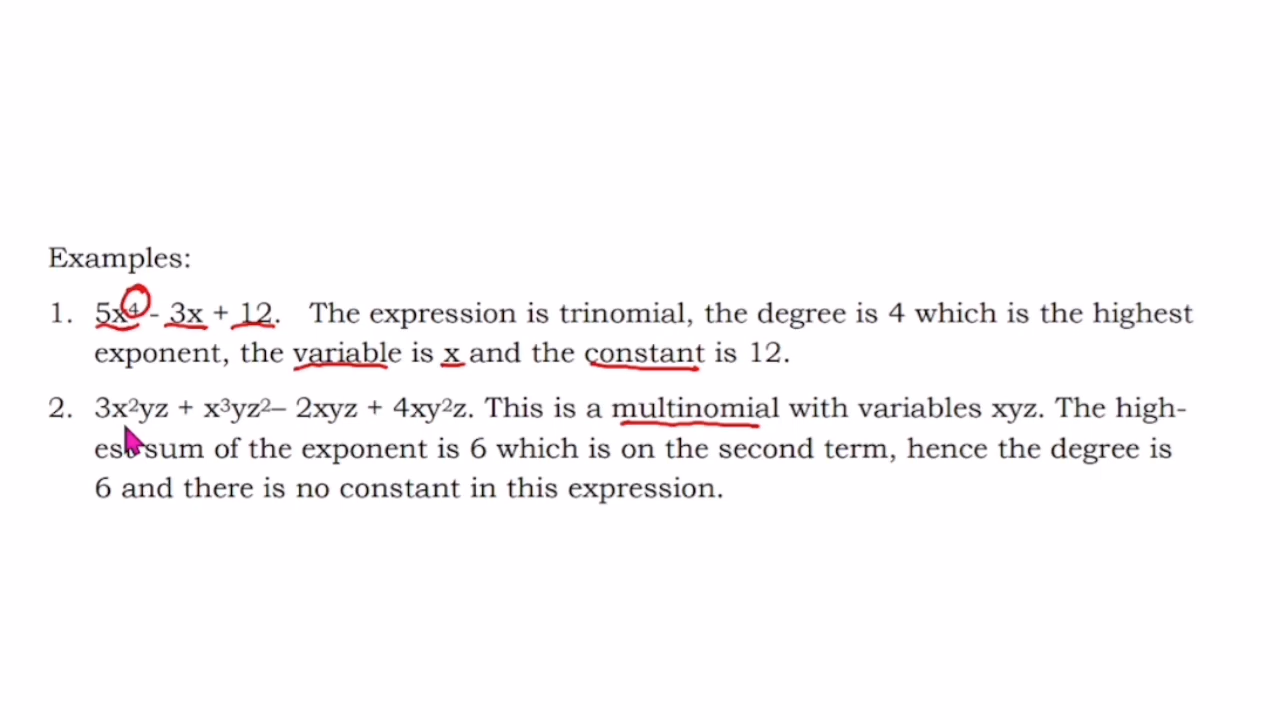 Examples:
1. 5x⁴ - 3x + 12. The expression is trinomial, the degree is 4 which is the highest
exponent, the variable is x and the constant is 12.
2. 3x²yz + x³yz²– 2xyz + 4xy²z. This is a multinomial with variables xyz. The high-
est sum of the exponent is 6 which is on the second term, hence the degree is
6 and there is no constant in this expression.